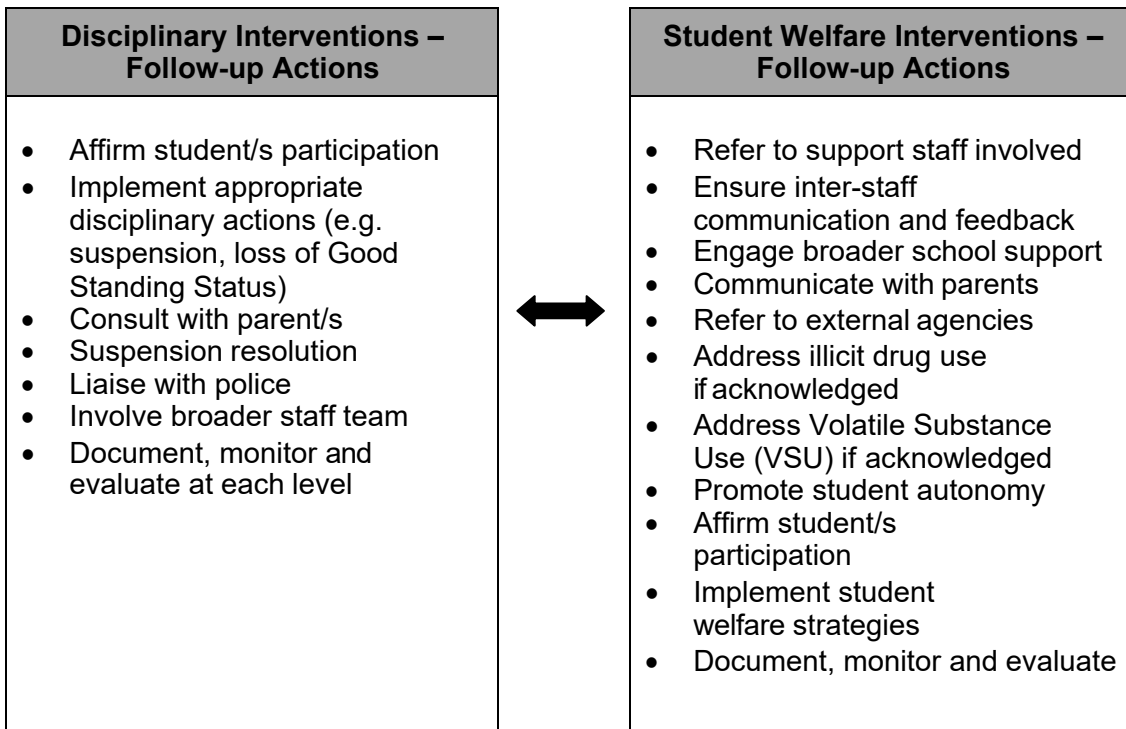 Disciplinary Interventions –
Follow-up Actions
• Affirm student/s participation
• Implement appropriate
disciplinary actions (e.g.
suspension, loss of Good
Standing Status)
• Consult with parent/s
• Suspension resolution
• Liaise with police
• Involve broader staff team
• Document, monitor and
evaluate at each level
Student Welfare Interventions –
Follow-up Actions
• Refer to support staff involved
• Ensure inter-staff
communication and feedback
• Engage broader school support
• Communicate with parents
• Refer to external agencies
• Address illicit drug use
if acknowledged
• Address Volatile Substance
Use (VSU) if acknowledged
• Promote student autonomy
• Affirm student/s
participation
• Implement student
welfare strategies
• Document, monitor and evaluate